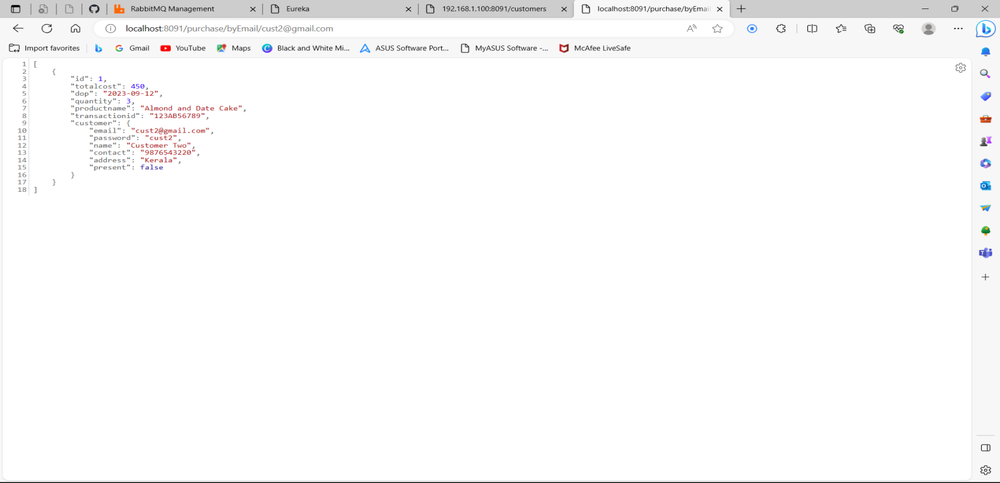 RabbitMQ Management
Eureka
192.168.1.100:8091/customers
localhost:8091/purchase/byEmai
localhost:8091/purchase/byEmail/cust2@gmail.com
Import favorites
Gmail
YouTube
Maps
Black and White Mi...
ASUS Software Port...
MyASUS Software -...
McAfee LiveSafe
1 [
2 {
3 "id": 1,
4 "totalcost": 450,
5 "dop": "2023-09-12",
6 "quantity": 3,
7 "productname": "Almond and Date Cake",
8 "transactionid": "123AB56789",
9 "customer": {
10 "email": "cust2@gmail.com",
11 "password": "cust2",
12 "name": "Customer Two",
13 "contact": "9876543220",
14 "address": "Kerala",
15 "present": false
16 }
17 }
18 ]